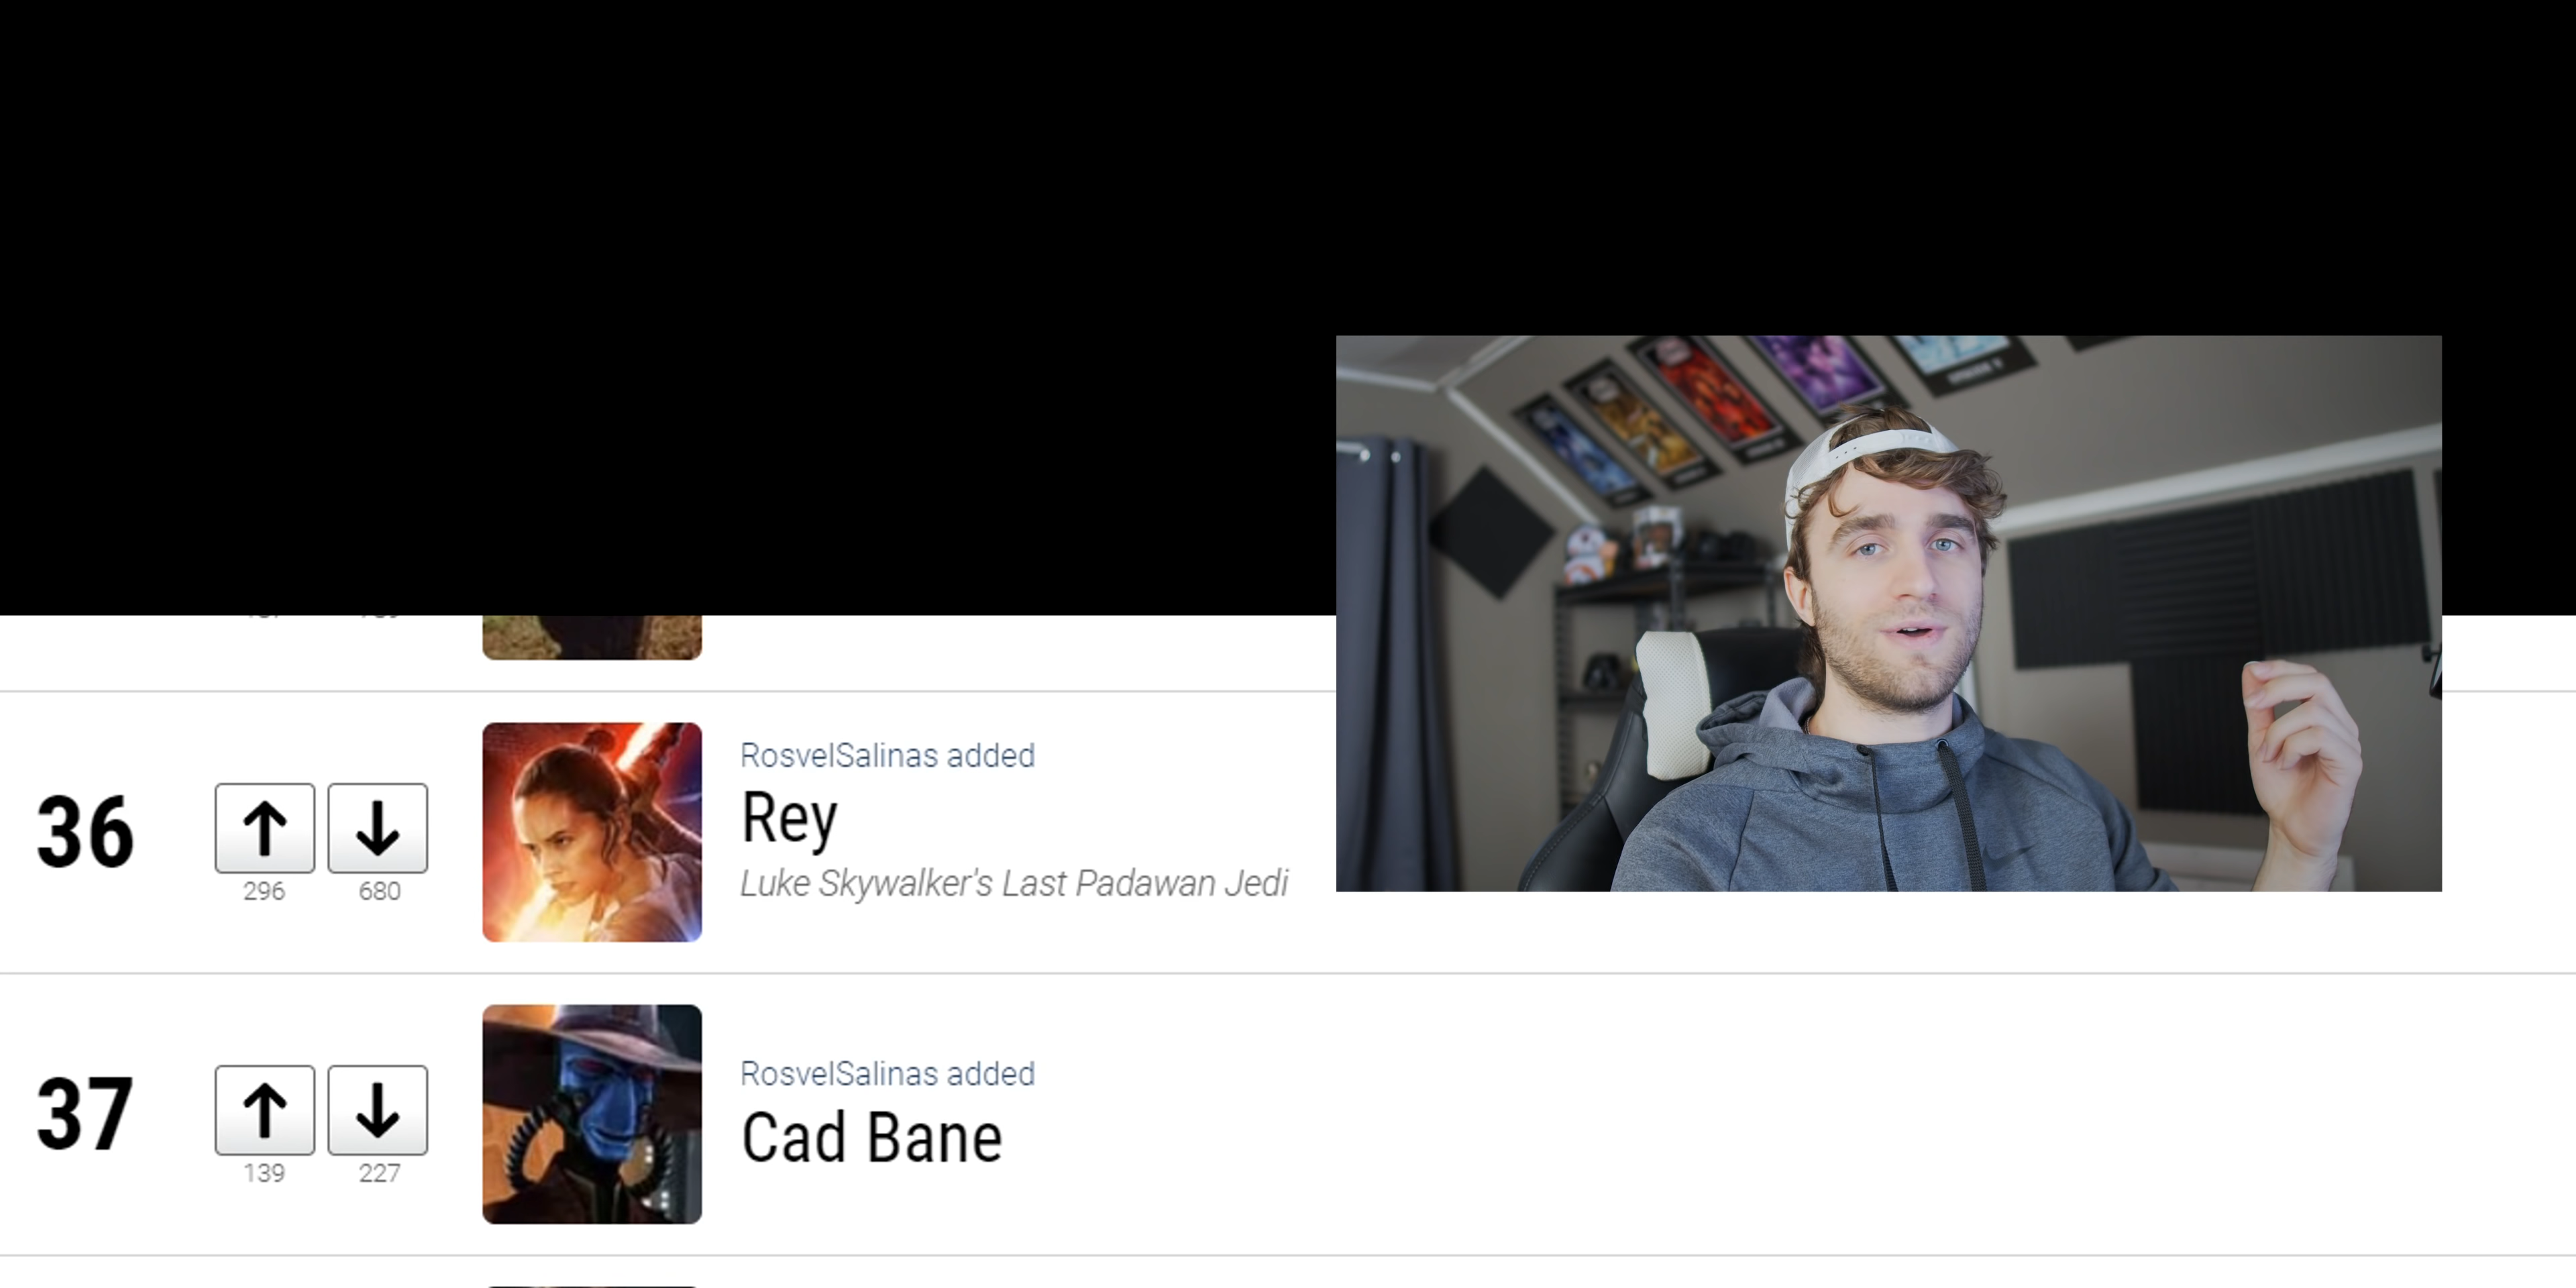 36
296
680
RosvelSalinas added
Rey
Luke Skywalker's Last Padawan Jedi
37
139
227
RosvelSalinas added
Cad Bane